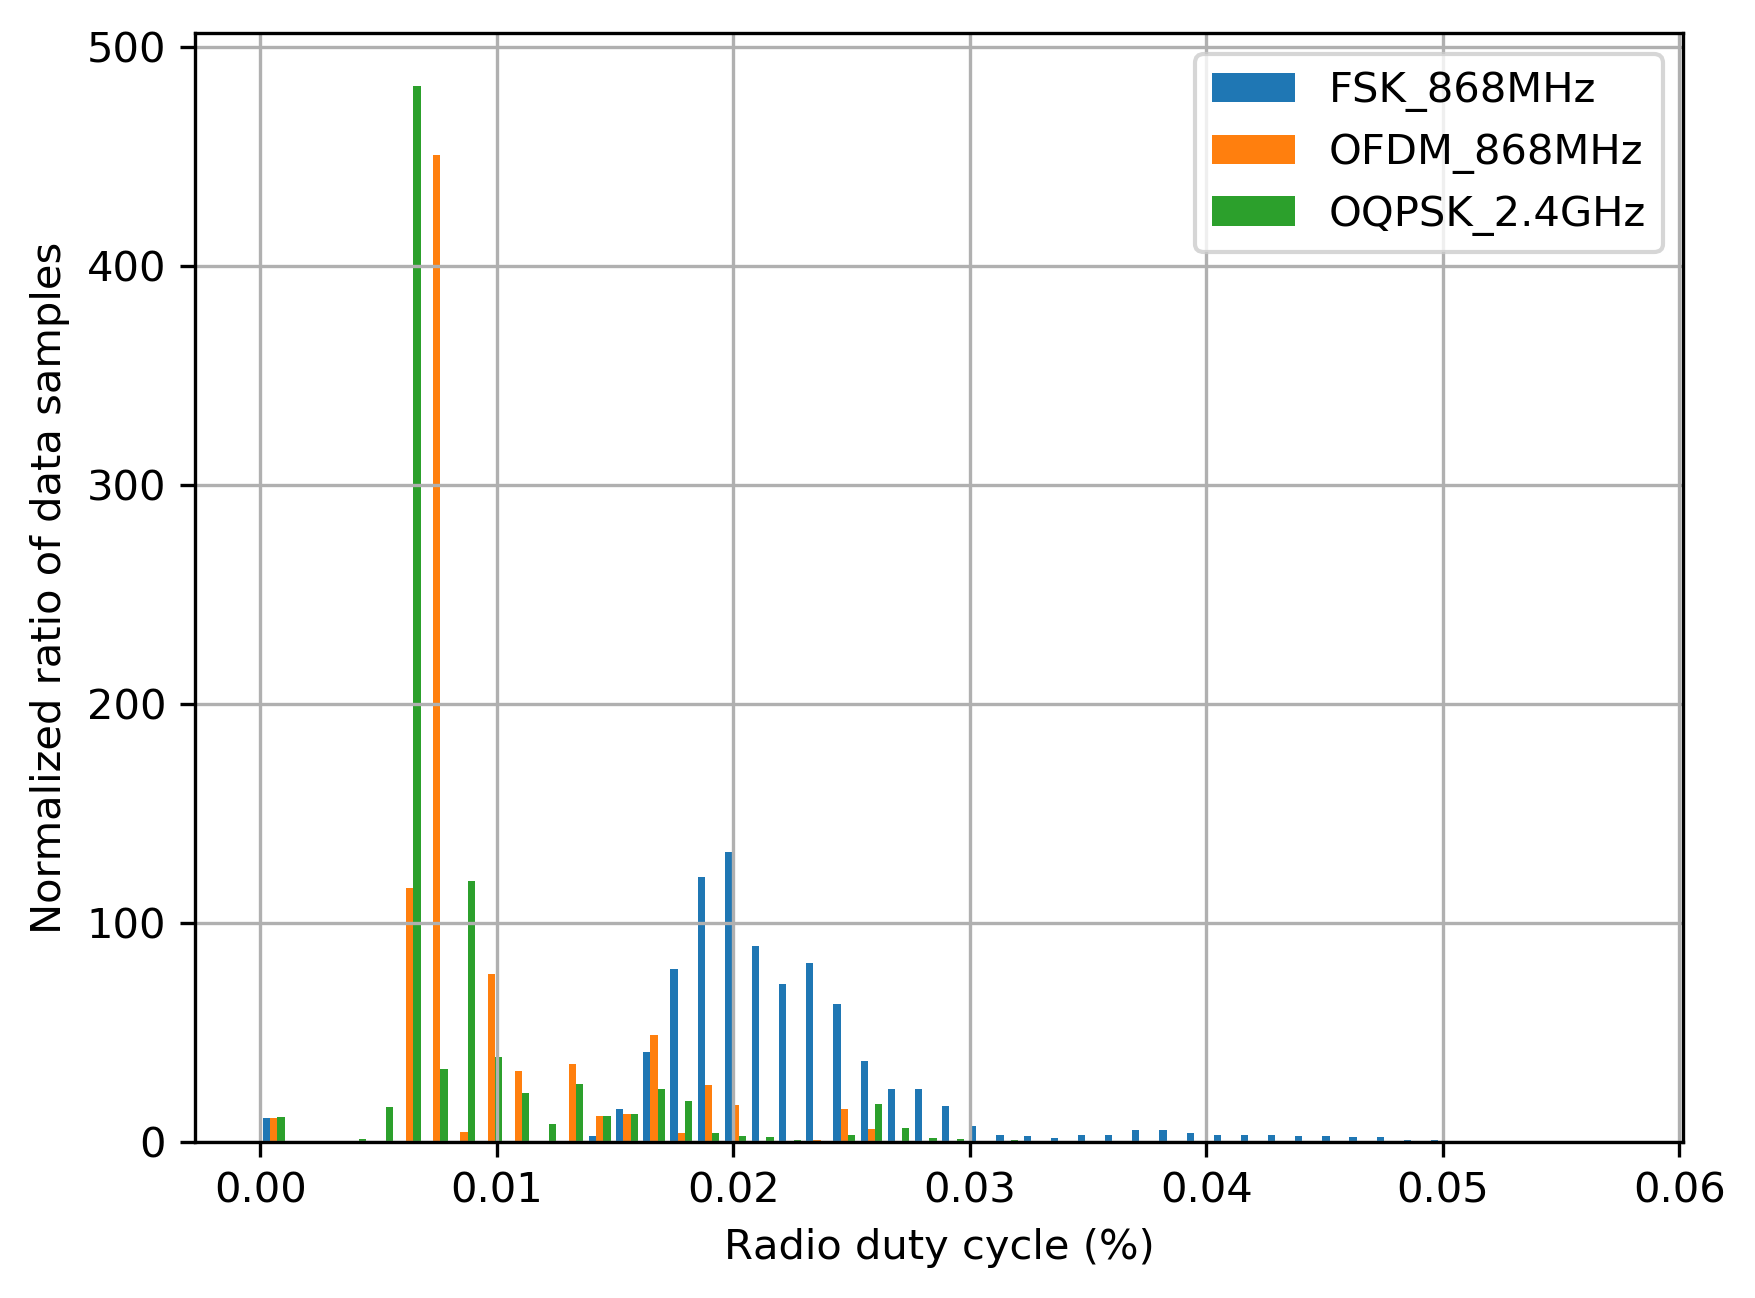 500
400
300
200
100
0
Normalized ratio of data samples
FSK_868MHz
OFDM_868MHz
OQPSK_2.4GHz
0.00 0.01 0.02 0.03 0.04 0.05 0.06
Radio duty cycle (%)